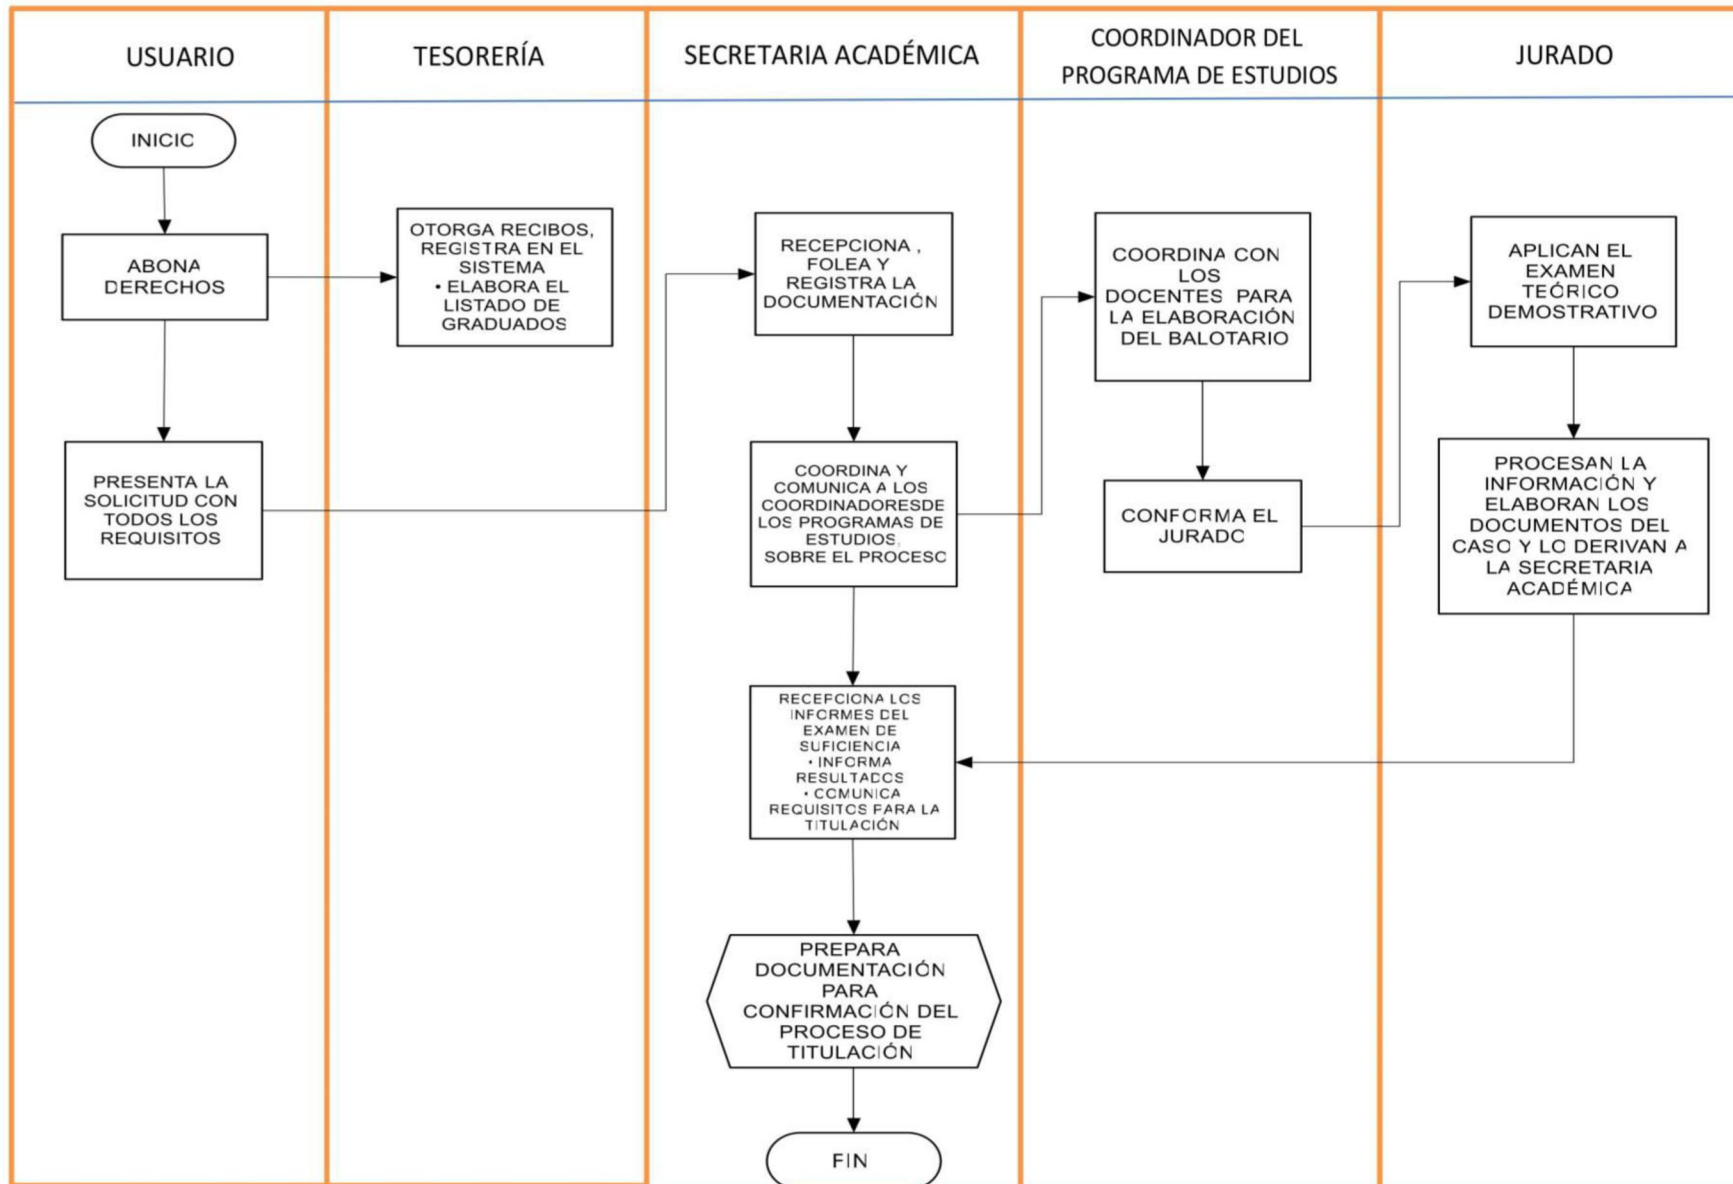 USUARIO
TESORERÍA
SECRETARIA ACADÉMICA
COORDINADOR DEL
PROGRAMA DE ESTUDIOS
JURADO
INICIO
ABONA
DERECHOS
PRESENTA LA
SOLICITUD CON
TODOS LOS
REQUISITOS
OTORGA RECIBOS,
REGISTRA EN EL
SISTEMA
• ELABORA EL
LISTADO DE
GRADUADOS
RECEPCIONA ,
FOLEA Y
REGISTRA LA
DOCUMENTACIÓN
COORDINA Y
COMUNICA A LOS
COORDINADORESDE
LOS PROGRAMAS DE
ESTUDIOS,
SOBRE EL PROCESO
RECEPCIONA LOS
INFORMES DEL
EXAMEN DE
SUFICIENCIA
• INFORMA
RESULTADOS
• COMUNICA
REQUISITOS PARA LA
TITULACIÓN
PREPARA
DOCUMENTACIÓN
PARA
CONFIRMACIÓN DEL
PROCESO DE
TITULACIÓN
FIN
COORDINA CON
LOS
DOCENTES PARA
LA ELABORACIÓN
DEL BALOTARIO
CONFORMA EL
JURADO
APLICAN EL
EXAMEN
TEÓRICO
DEMOSTRATIVO
PROCESAN LA
INFORMACIÓN Y
ELABORAN LOS
DOCUMENTOS DEL
CASO Y LO DERIVAN A
LA SECRETARIA
ACADÉMICA